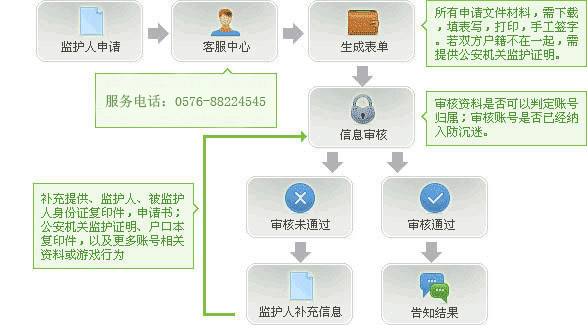 监护人申请
客服中心
生成表单
所有申请文件材料，需下载
，填表写，打印，手工签字
。若双方户籍不在一起，需
提供公安机关监护证明。
服务电话：0576-88224545
信息审核
审核资料是否可以判定账号
归属；审核账号是否已经纳
入防沉迷。
补充提供、监护人、被监护
人身份证复印件，申请书；
公安机关监护证明、户口本
复印件，以及更多账号相关
资料或游戏行为
审核未通过
审核通过
监护人补充信息
告知结果